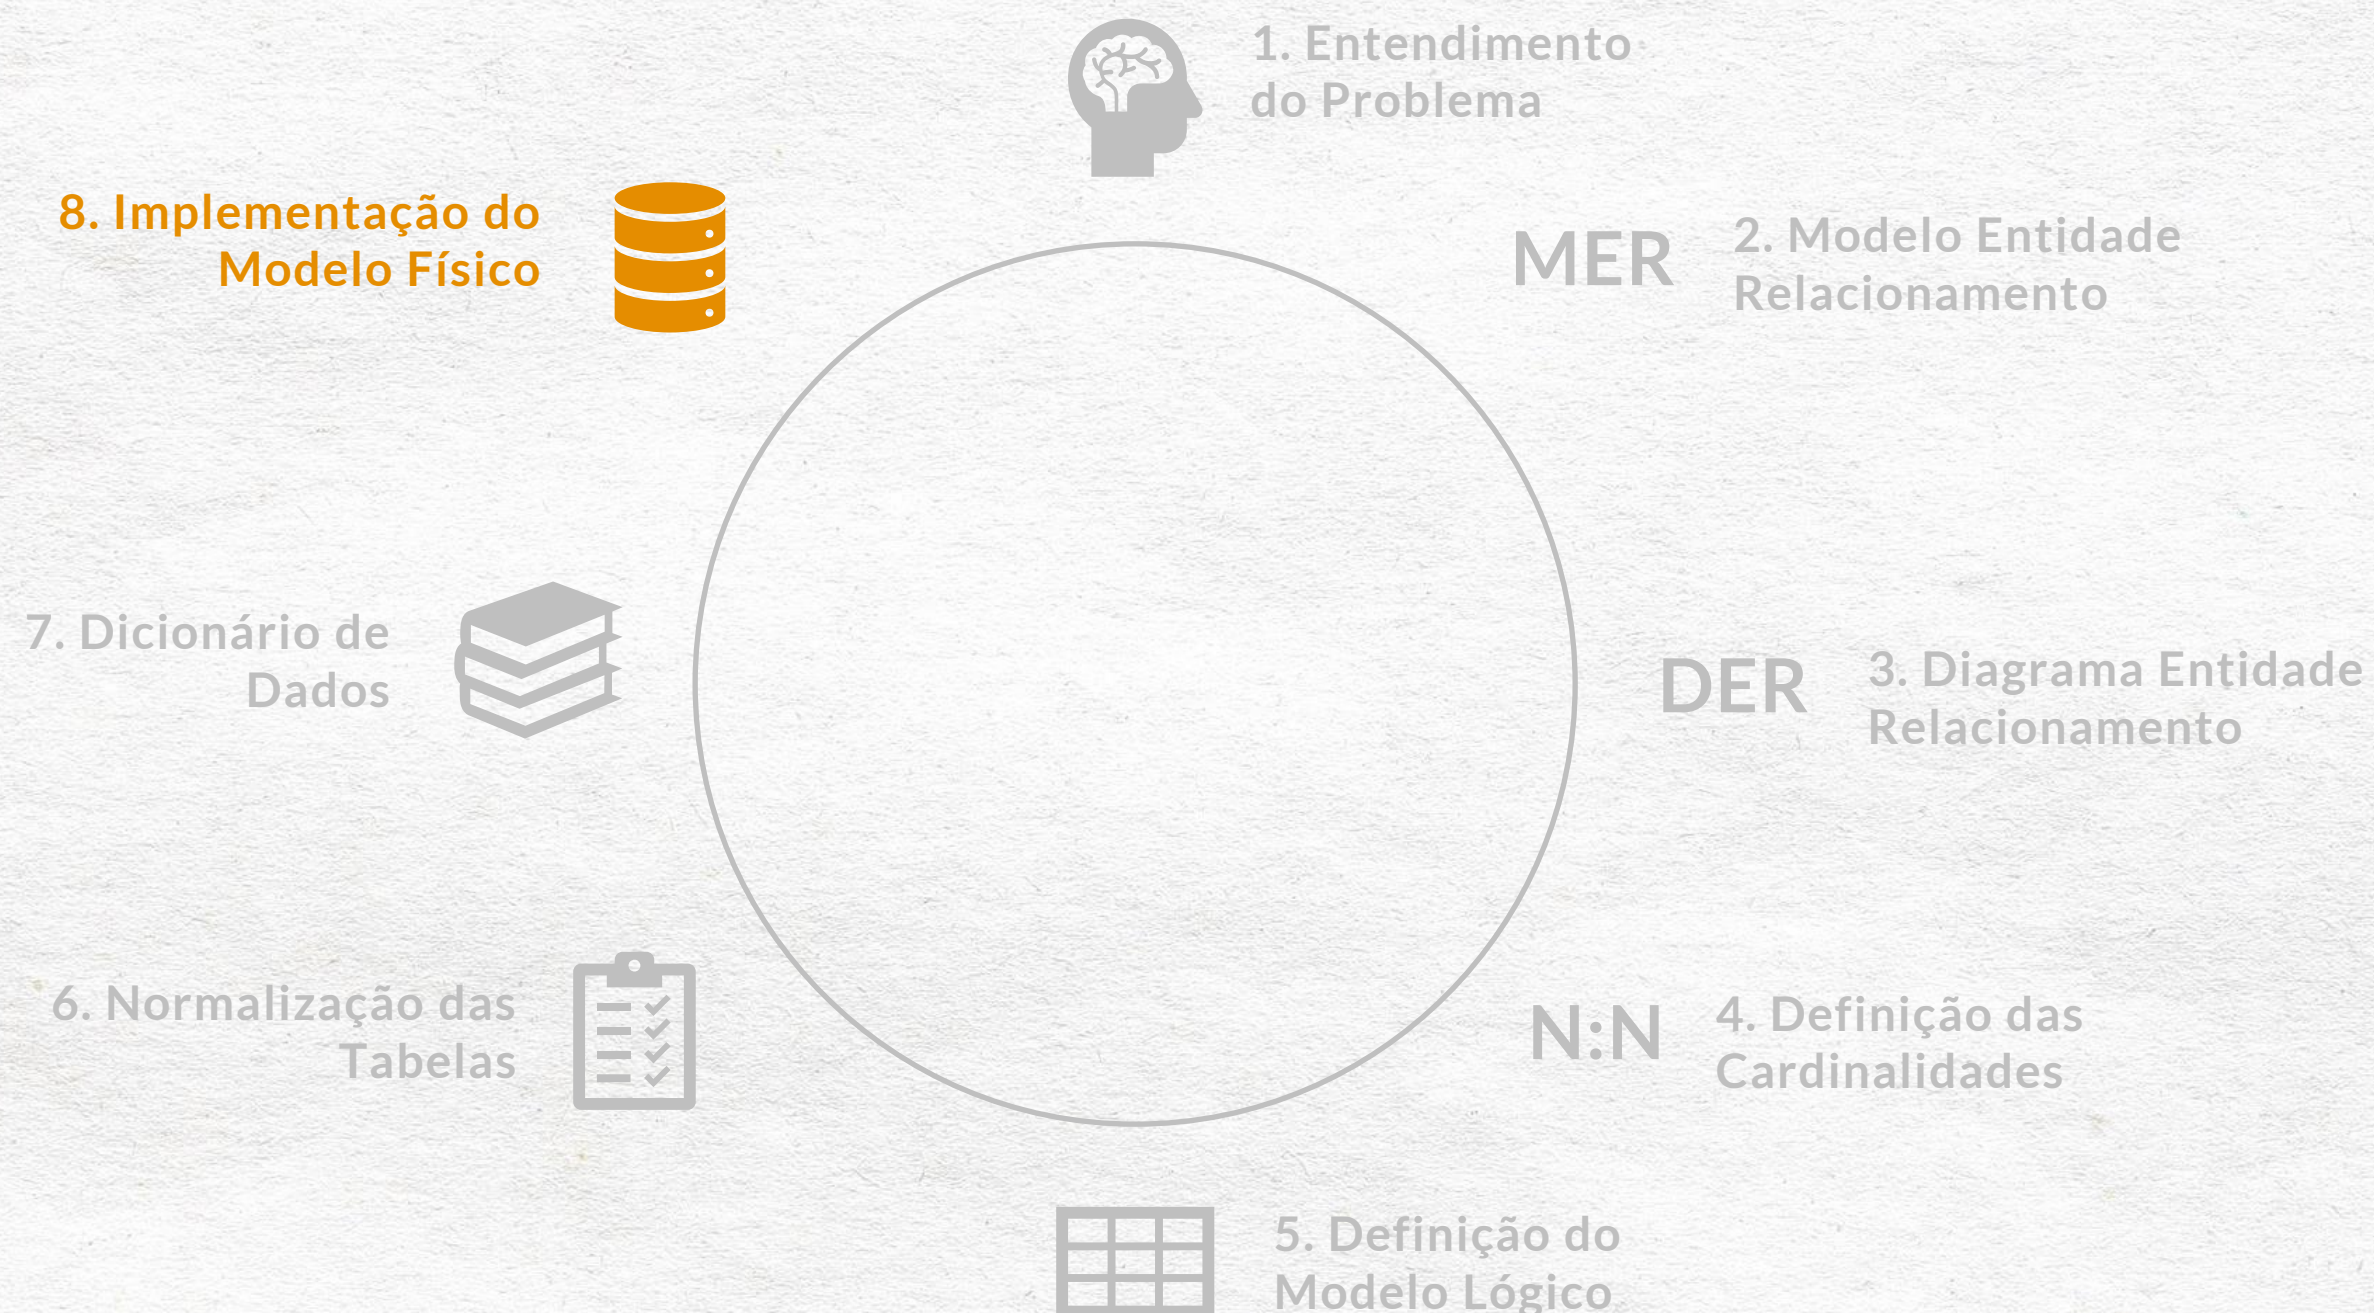 1. Entendimento
do Problema
MER
2. Modelo Entidade
Relacionamento
DER
3. Diagrama Entidade
Relacionamento
N:N
4. Definição das
Cardinalidades
5. Definição do
Modelo Lógico
6. Normalização das
Tabelas
7. Dicionário de
Dados
8. Implementação do
Modelo Físico